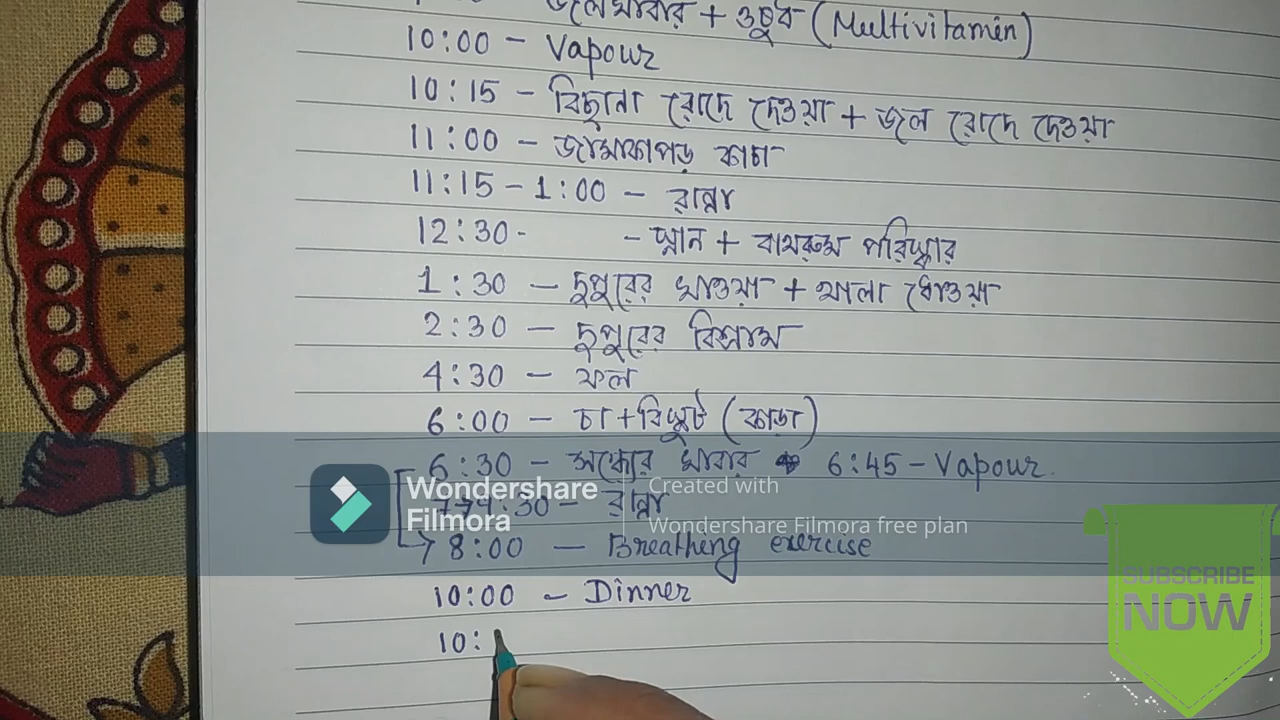 জলখাবার + ওষুধ (Multivitamin)
10:00 - Vapour
10:15 - বিছানা রোদে দেওয়া + জল রোদে দেওয়া
11:00 - জামাকাপড় কাচা
11:15 - 1:00 - রান্না
12:30 - - স্নান + বাথরুম পরিষ্কার
1:30 - দুপুরের খাওয়া + থালা ধোওয়া
2:30 - দুপুরের বিশ্রাম
4:30 - ফল
6:00 - চা + বিস্কুট (কাড়া)
6:30 - সন্ধ্যের খাবার 6:45 - Vapour
:30 - রান্না
8:00 - Breathing exercise
10:00 - Dinner
10:
Wondershare
Filmora
Created with
Wondershare Filmora free plan
SUBSCRIBE
NOW